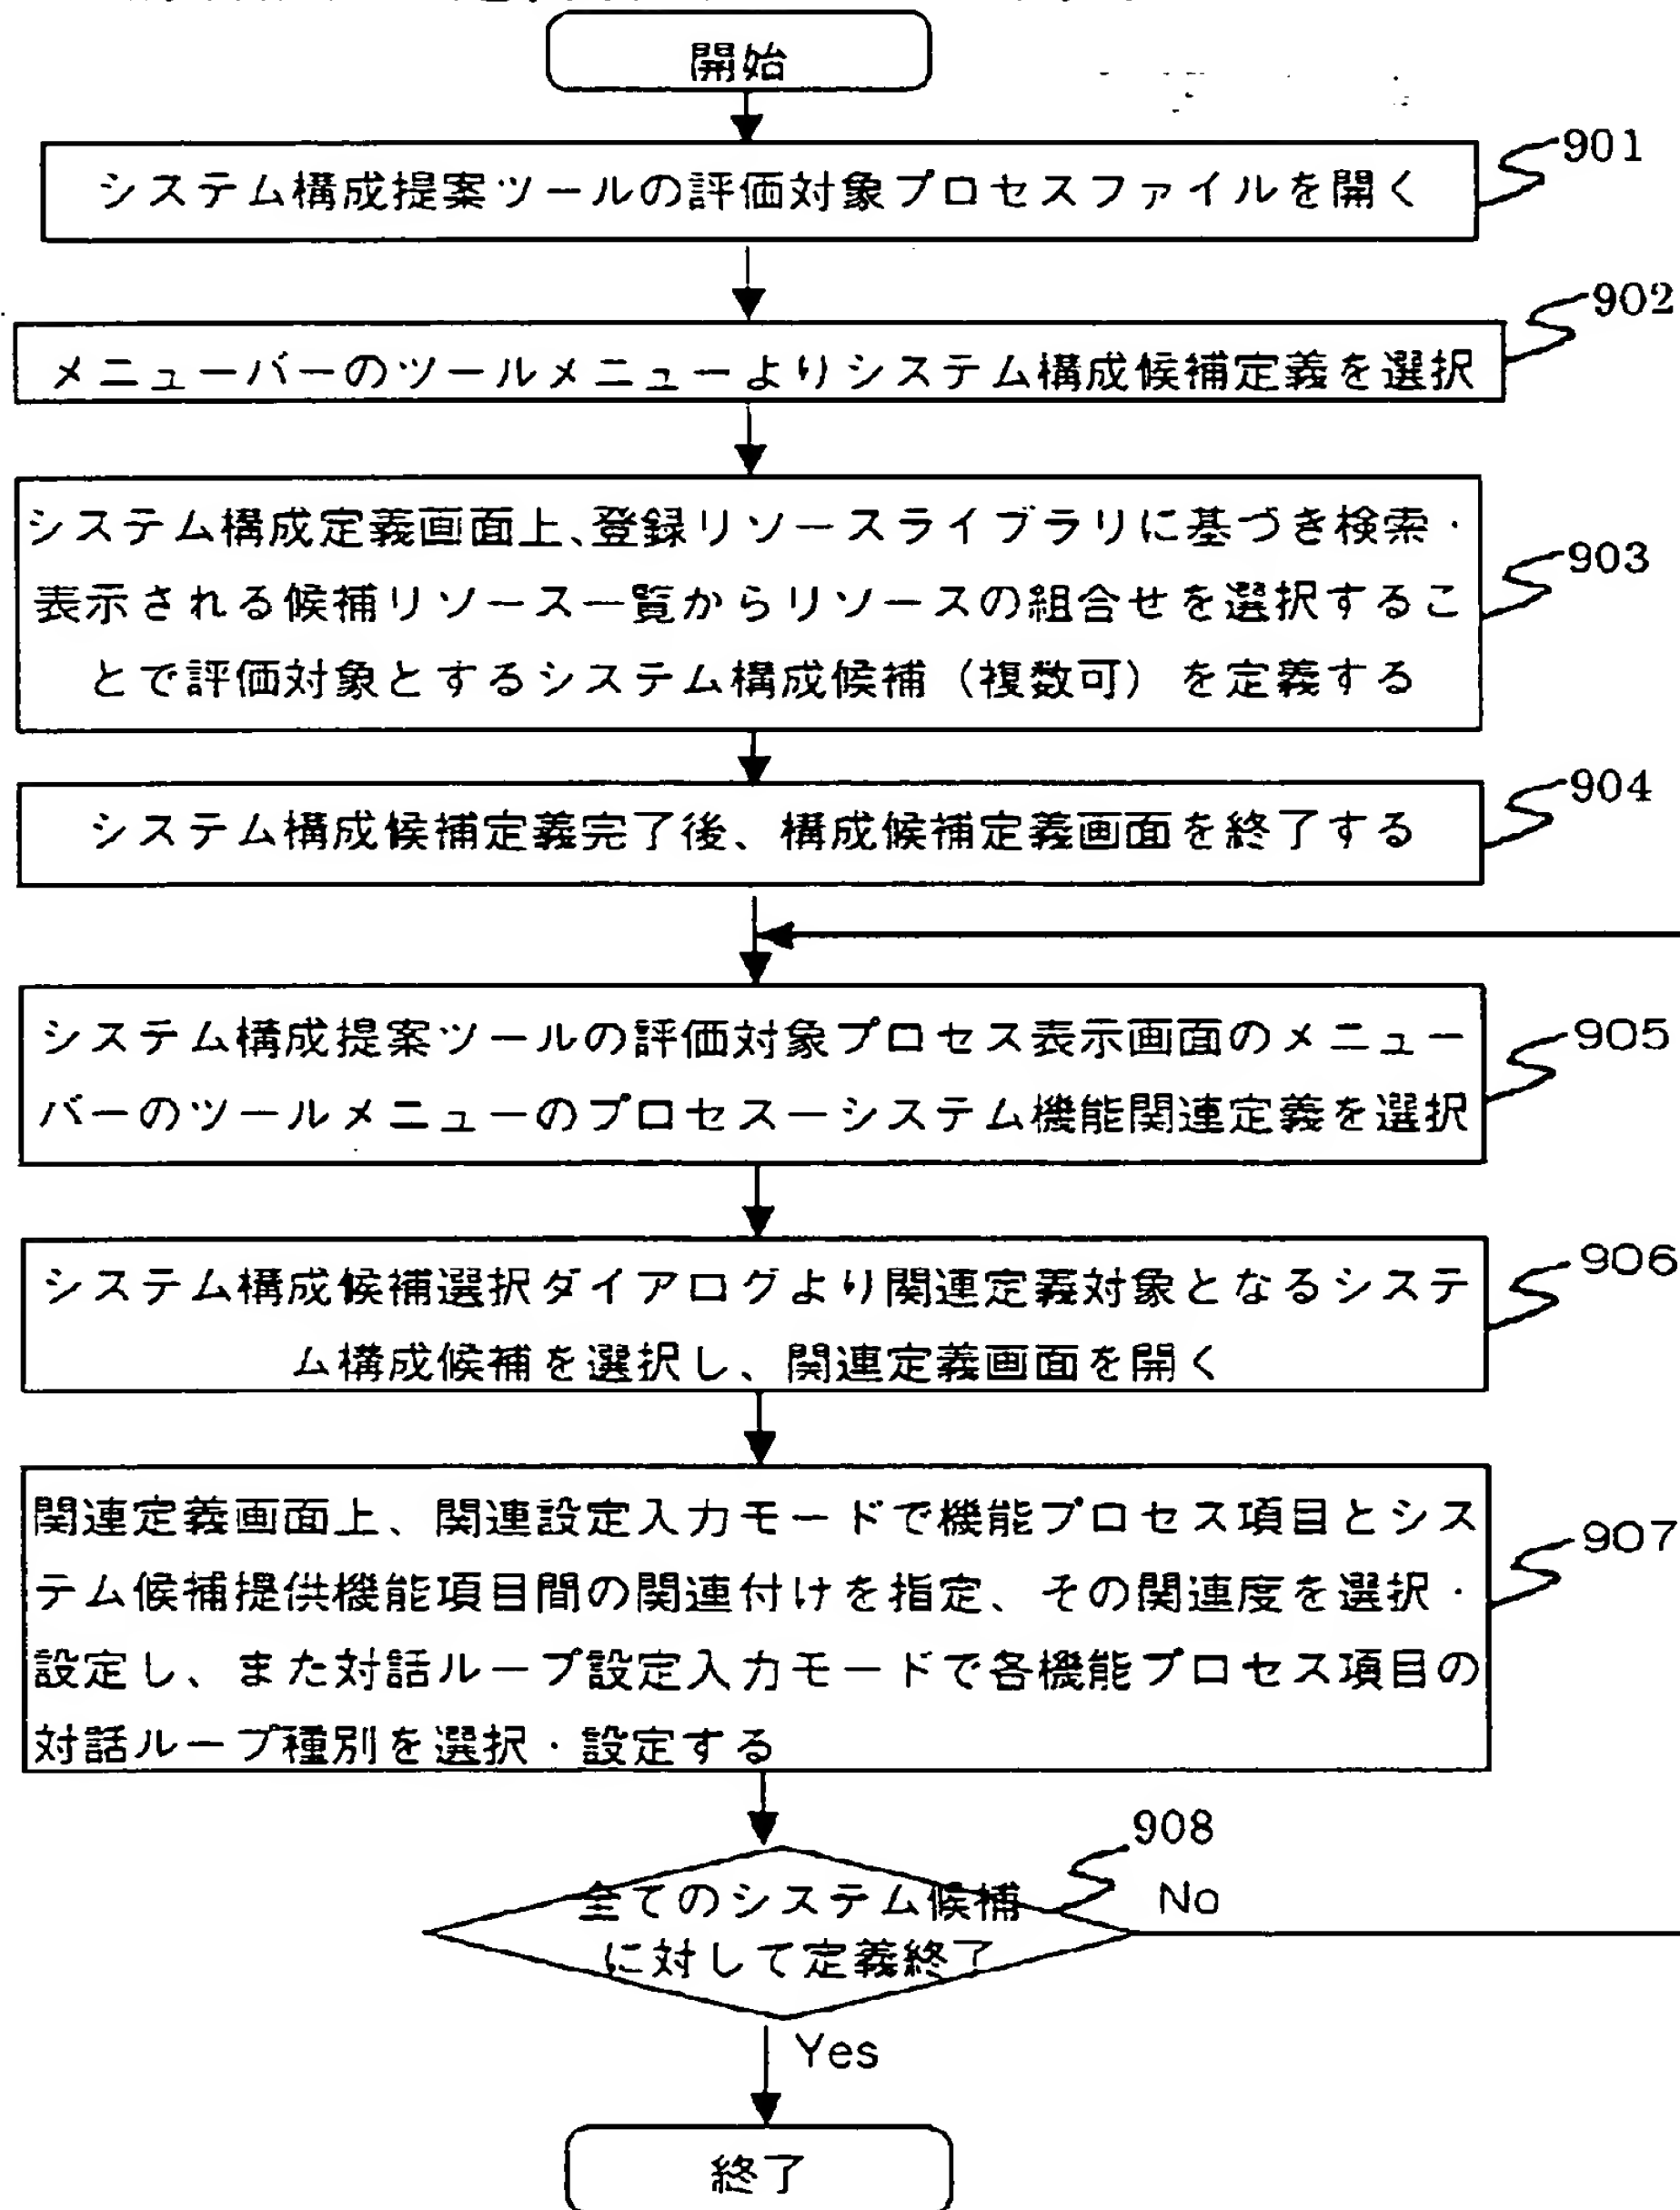 開始
901
システム構成提案ツールの評価対象プロセスファイルを開く
902
メニューバーのツールメニューよりシステム構成候補定義を選択
システム構成定義画面上、登録リソースライブラリに基づき検索・
903
表示される候補リソース一覧からリソースの組合せを選択するこ
とで評価対象とするシステム構成候補（複数可）を定義する
904
システム構成候補定義完了後、構成候補定義画面を終了する
システム構成提案ツールの評価対象プロセス表示画面のメニュー
905
バーのツールメニューのプロセスーシステム機能関連定義を選択
906
システム構成候補選択ダイアログより関連定義対象となるシステ
ム構成候補を選択し、関連定義画面を開く
関連定義画面上、関連設定入力モードで機能プロセス項目とシス
907
テム候補提供機能項目間の関連付けを指定、その関連度を選択・
設定し、また対話ループ設定入力モードで各機能プロセス項目の
対話ループ種別を選択・設定する
908
全てのシステム候補
No
に対して定義終了
Yes
終了